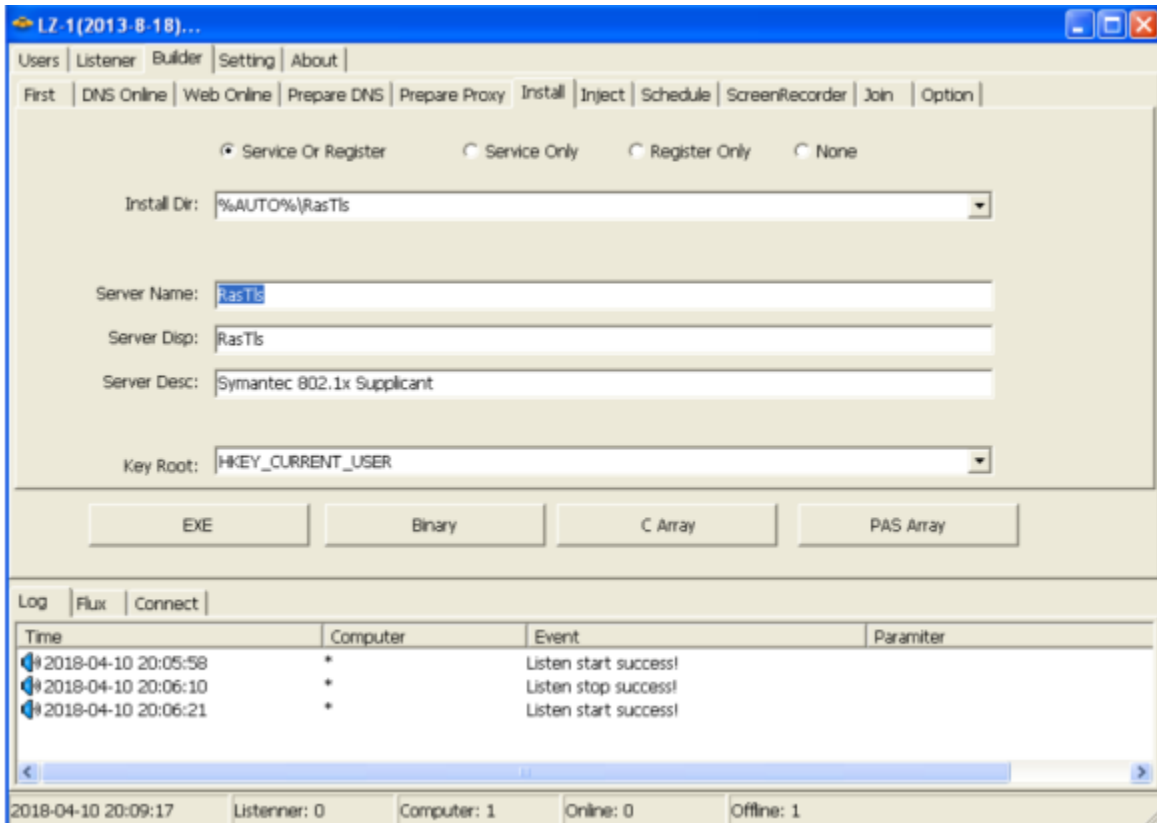 LZ-1(2013-8-18)...
Users Listener Builder Setting About
First DNS Online Web Online Prepare DNS Prepare Proxy Install Inject Schedule ScreenRecorder Join Option
Service Or Register Service Only Register Only None
Install Dir: %AUTO%\RasTls
Server Name: RasTls
Server Disp: RasTls
Server Desc: Symantec 802.1x Supplicant
Key Root: HKEY_CURRENT_USER
EXE Binary C Array PAS Array
Log Flux Connect
Time Computer Event Paramiter
2018-04-10 20:05:58 * Listen start success!
2018-04-10 20:06:10 * Listen stop success!
2018-04-10 20:06:21 * Listen start success!
2018-04-10 20:09:17 Listenner: 0 Computer: 1 Online: 0 Offline: 1